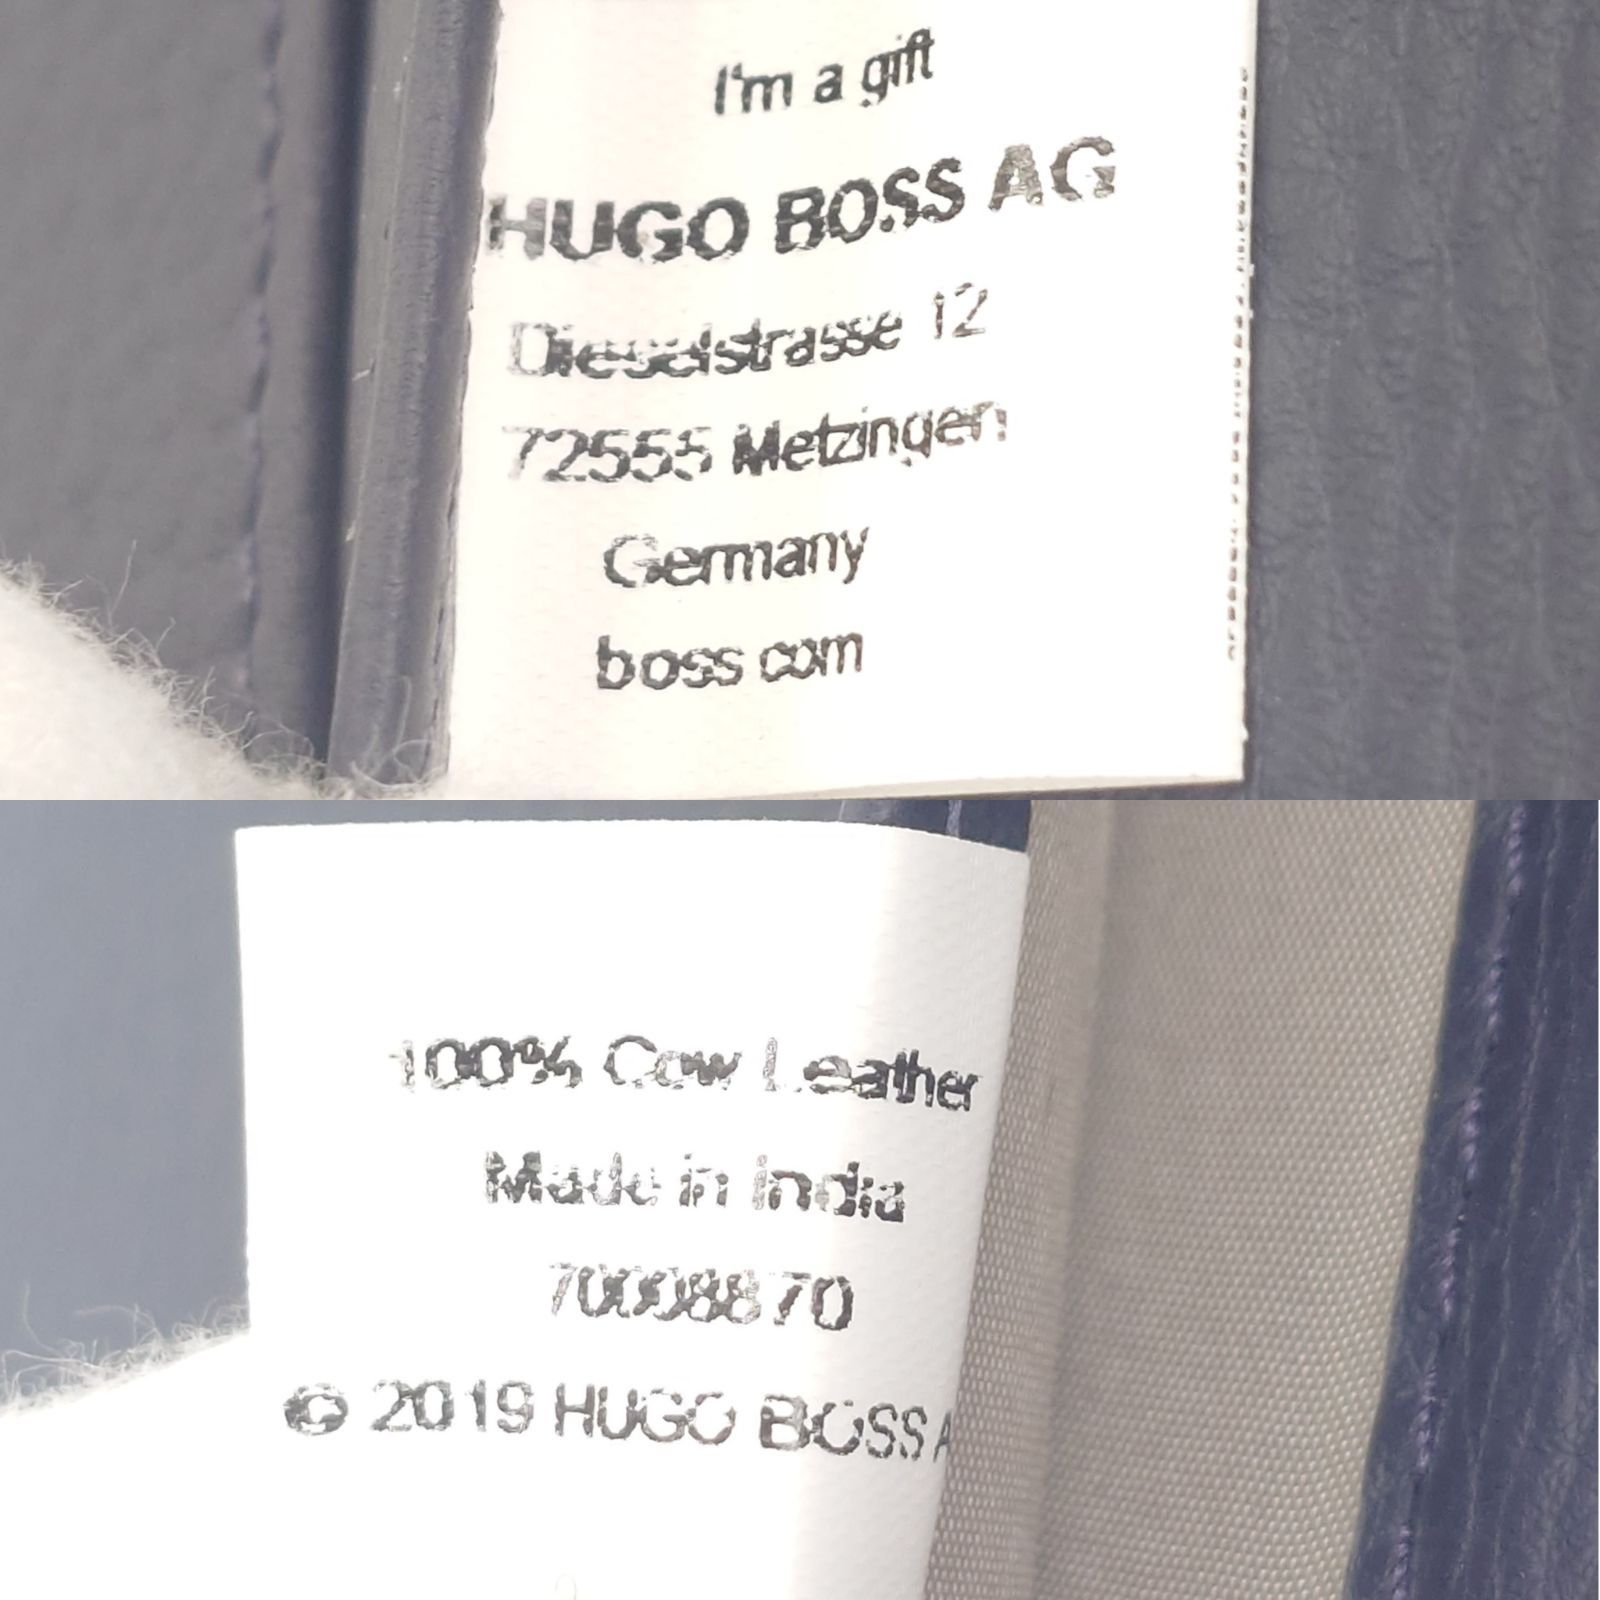 I'm a gift
HUGO BOSS AG
Dieselstrasse 12
72555 Metzingen
Germany
boss com
100% Cow Leather
Made in India
70008870
© 2019 HUGO BOSS A